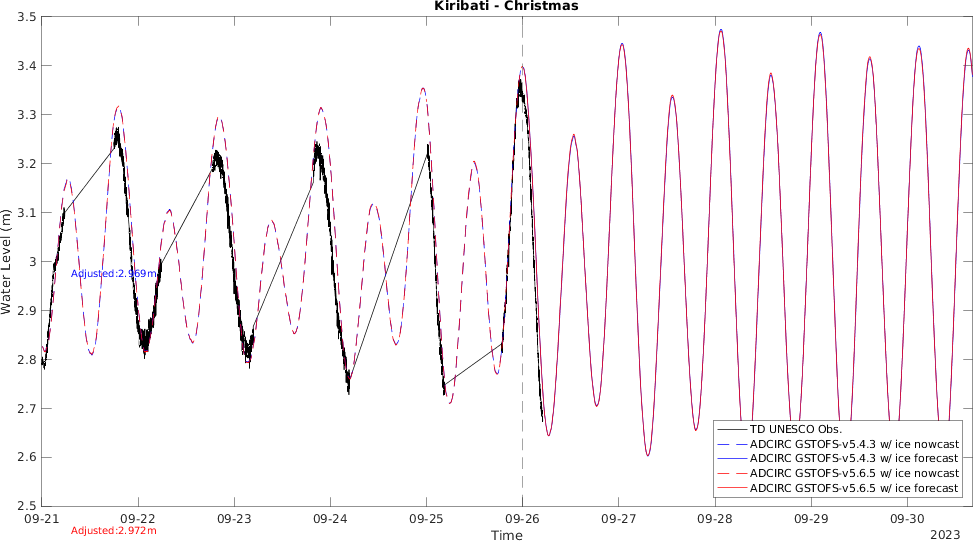 Kiribati - Christmas
3.5
3.4
3.3
3.2
3.1
3
2.9
2.8
2.7
2.6
2.5
Water Level (m)
Adjusted:2.969m
TD UNESCO Obs.
ADCIRC GSTOFS-v5.4.3 w/ ice nowcast
ADCIRC GSTOFS-v5.4.3 w/ ice forecast
ADCIRC GSTOFS-v5.6.5 w/ ice nowcast
ADCIRC GSTOFS-v5.6.5 w/ ice forecast
09-21 09-22 09-23 09-24 09-25 09-26 09-27 09-28 09-29 09-30
Adjusted:2.972m
Time
2023